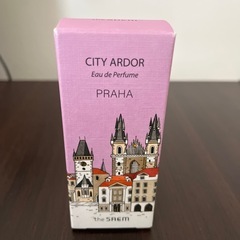 CITY ARDOR
Eau de Perfume
PRAHA
the SAEM